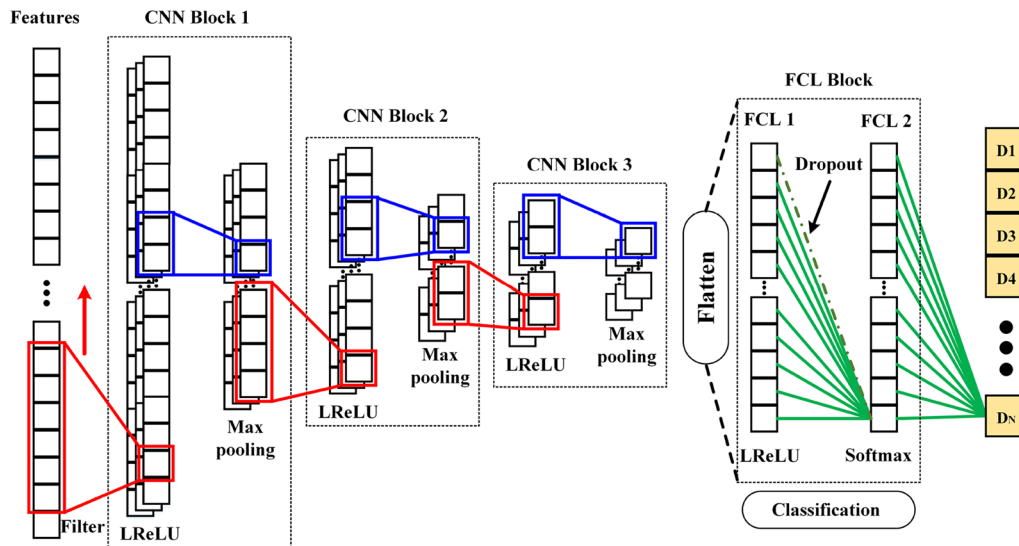 Features
CNN Block 1
CNN Block 2
CNN Block 3
FCL Block
FCL 1
FCL 2
Dropout
Flatten
D1
D2
D3
D4
DN
Filter
LReLU
Max
pooling
LReLU
Max
pooling
LReLU
Max
pooling
LReLU
Softmax
Classification